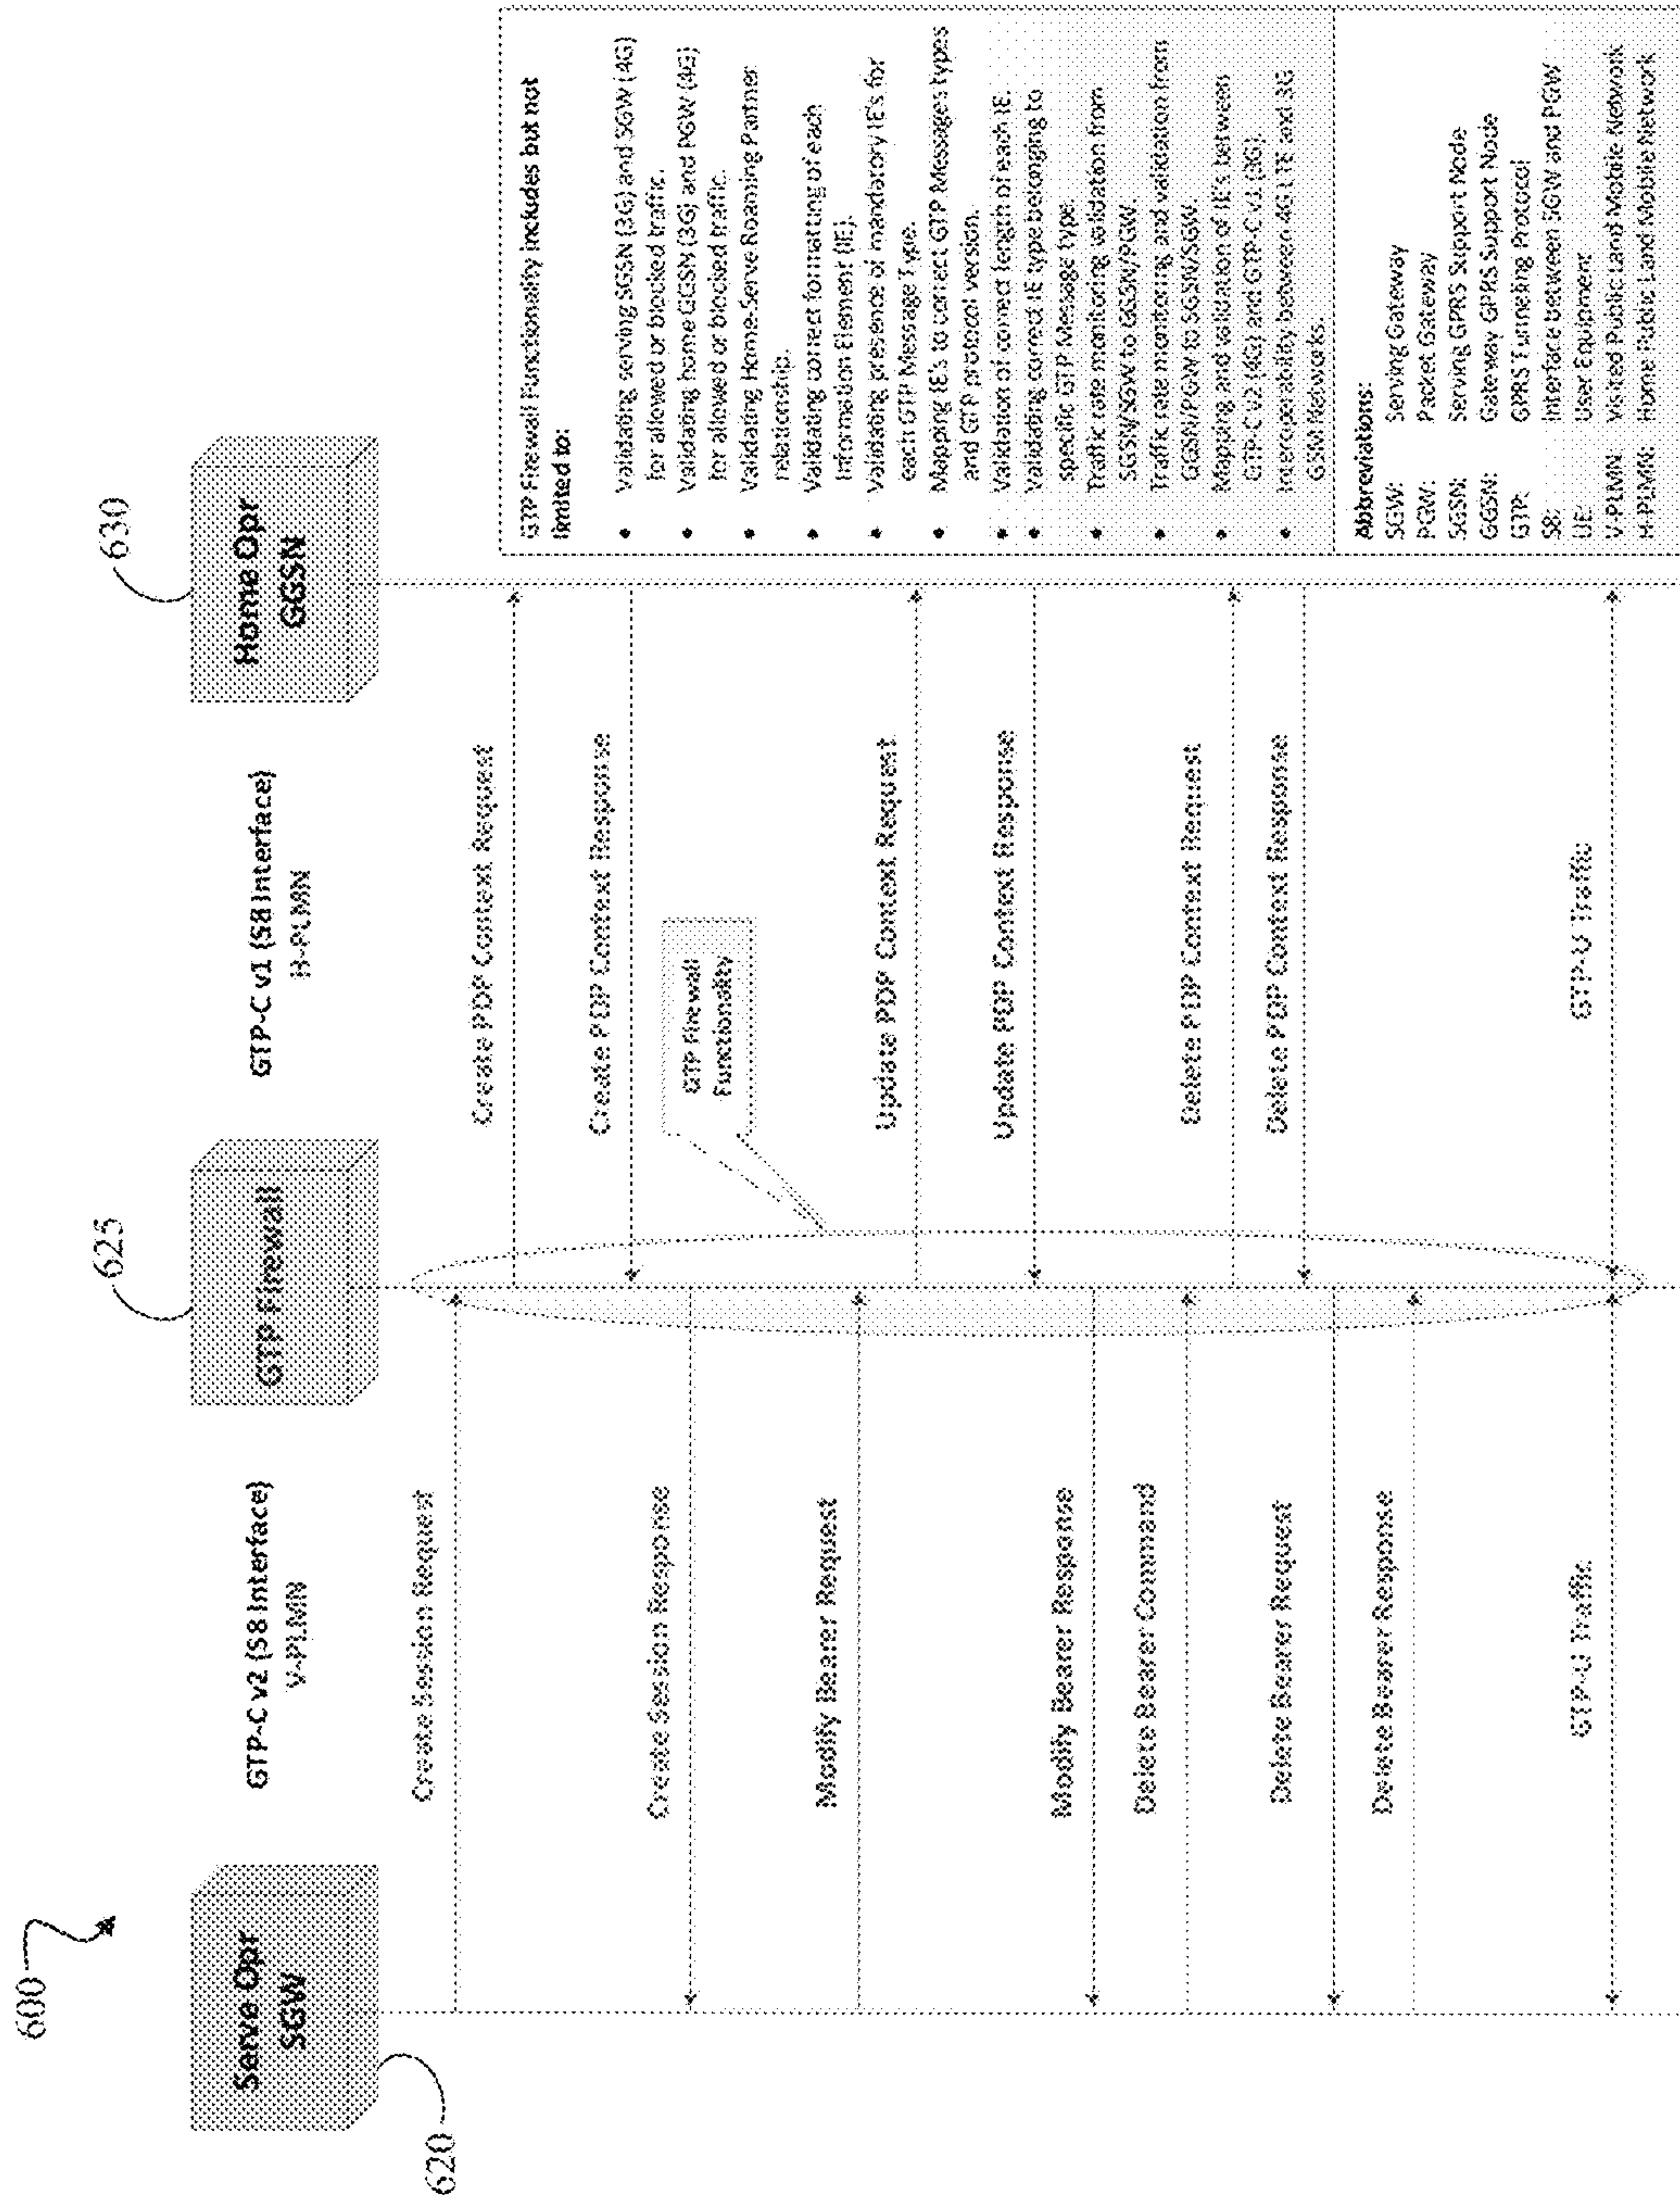 600
620
Serve Opr
SGW
625
GTP Firewall
630
Home Opr
GGSN
GTP-C v2 (S8 Interface)
V-PLMN
GTP-C v1 (S8 Interface)
H-PLMN
Create Session Request
Create PDP Context Request
Create PDP Context Response
Create Session Response
GTP Firewall
Functionality
Modify Bearer Request
Update PDP Context Request
Update PDP Context Response
Modify Bearer Response
Delete Bearer Command
Delete PDP Context Request
Delete PDP Context Response
Delete Bearer Request
Delete Bearer Response
GTP-U Traffic
GTP-U Traffic
GTP Firewall Functionality includes but not
limited to:
• Validating serving SGSN (3G) and SGW (4G)
for allowed or blocked traffic.
• Validating home GGSN (3G) and PGW (4G)
for allowed or blocked traffic.
• Validating Home-Serve Roaming Partner
relationship.
• Validating correct formatting of each
Information Element (IE).
• Validating presence of mandatory IE's for
each GTP Message Type.
• Mapping IE's to correct GTP Messages types
and GTP protocol version.
• Validation of correct length of each IE.
• Validating correct IE type belonging to
specific GTP Message type.
• Traffic rate monitoring validation from
SGSN/SGW to GGSN/PGW.
• Traffic rate monitoring and validation from
GGSN/PGW to SGSN/SGW
• Mapping and validation of IE's between
GTP-C v2 (4G) and GTP-C v1 (3G).
• Interoperability between 4G LTE and 3G
GSM Networks.
Abbreviations:
SGW: Serving Gateway
PGW: Packet Gateway
SGSN: Serving GPRS Support Node
GGSN: Gateway GPRS Support Node
GTP: GPRS Tunneling Protocol
S8: Interface between SGW and PGW
UE: User Equipment
V-PLMN Visited Public Land Mobile Network
H-PLMN: Home Public Land Mobile Network